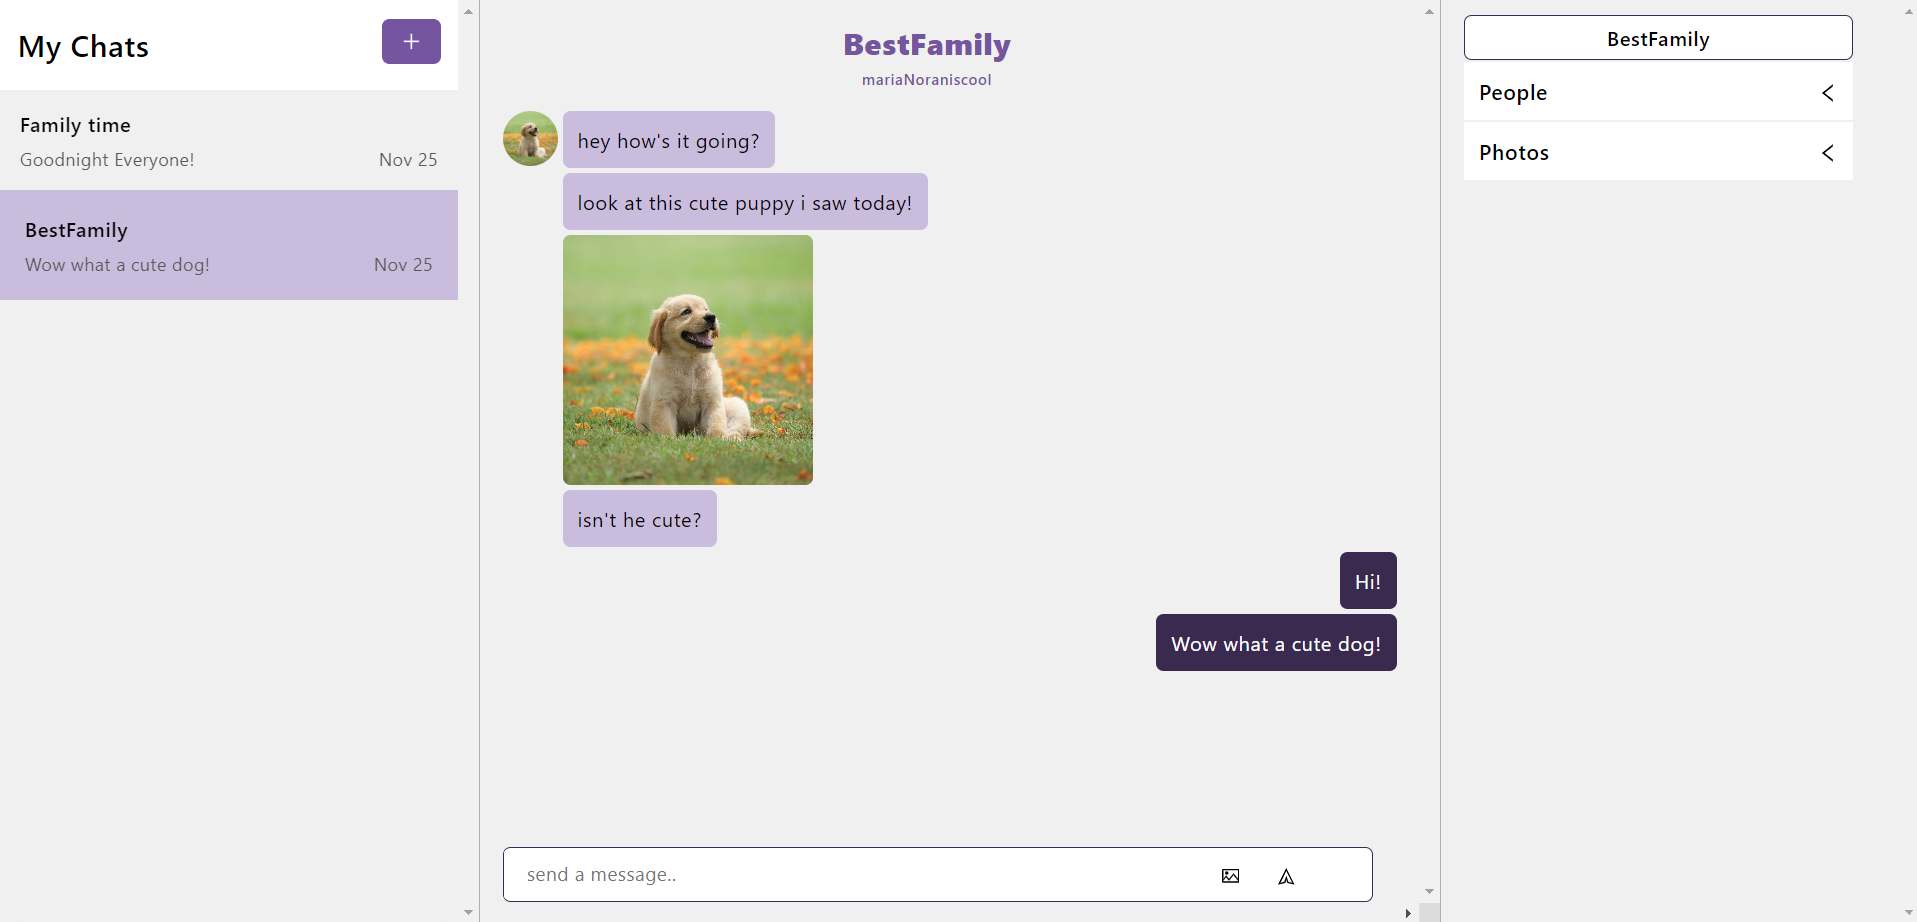 My Chats
+
Family time
Goodnight Everyone!
Nov 25
BestFamily
Wow what a cute dog!
Nov 25
BestFamily
mariaNoraniscool
hey how's it going?
look at this cute puppy i saw today!
isn't he cute?
Hi!
Wow what a cute dog!
send a message..
BestFamily
People
Photos